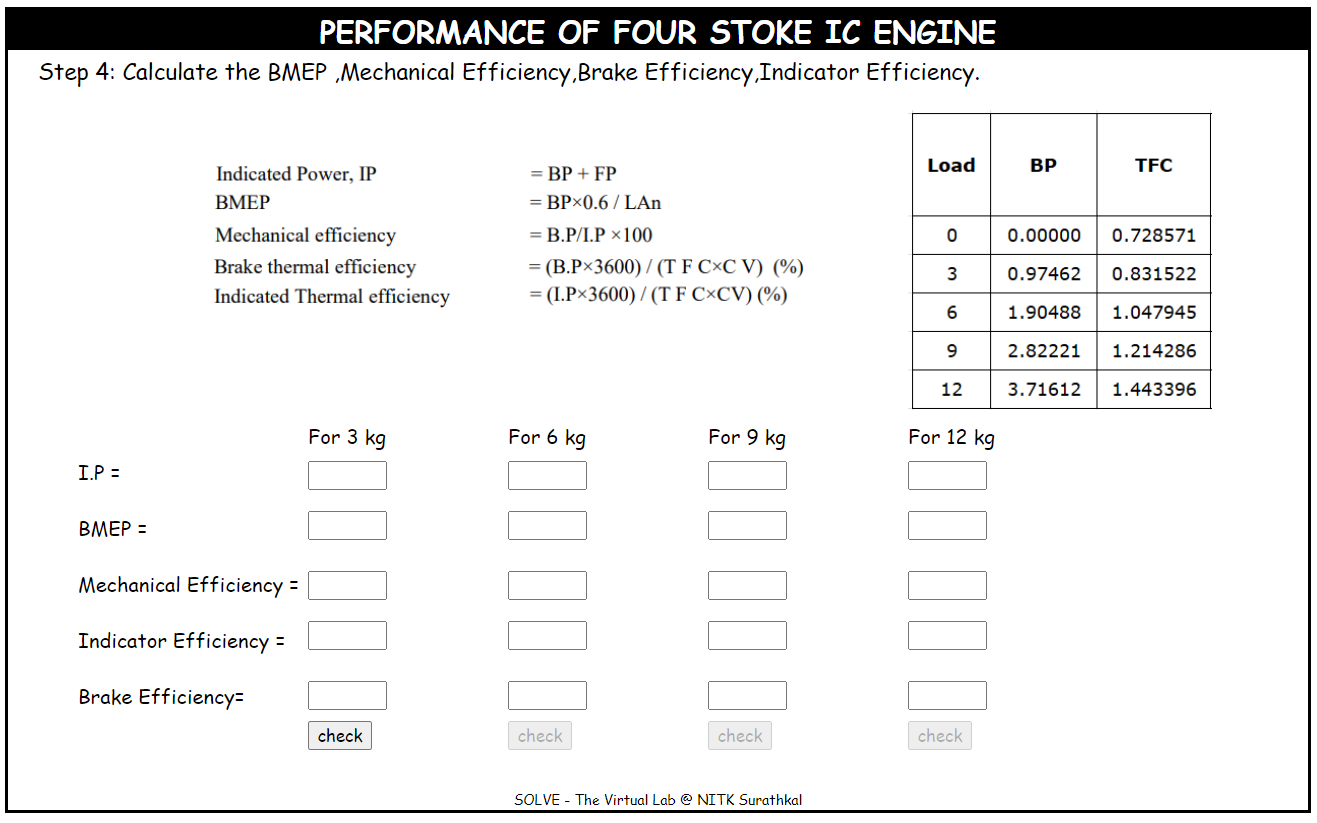 PERFORMANCE OF FOUR STOKE IC ENGINE
Step 4: Calculate the BMEP ,Mechanical Efficiency,Brake Efficiency,Indicator Efficiency.
Indicated Power, IP = BP + FP
BMEP = BP×0.6 / LAn
Mechanical efficiency = B.P/I.P ×100
Brake thermal efficiency = (B.P×3600) / (T F C×C V) (%)
Indicated Thermal efficiency = (I.P×3600) / (T F C×CV) (%)
Load BP TFC
0 0.00000 0.728571
3 0.97462 0.831522
6 1.90488 1.047945
9 2.82221 1.214286
12 3.71612 1.443396
For 3 kg For 6 kg For 9 kg For 12 kg
I.P =
BMEP =
Mechanical Efficiency =
Indicator Efficiency =
Brake Efficiency=
check check check check
SOLVE - The Virtual Lab @ NITK Surathkal